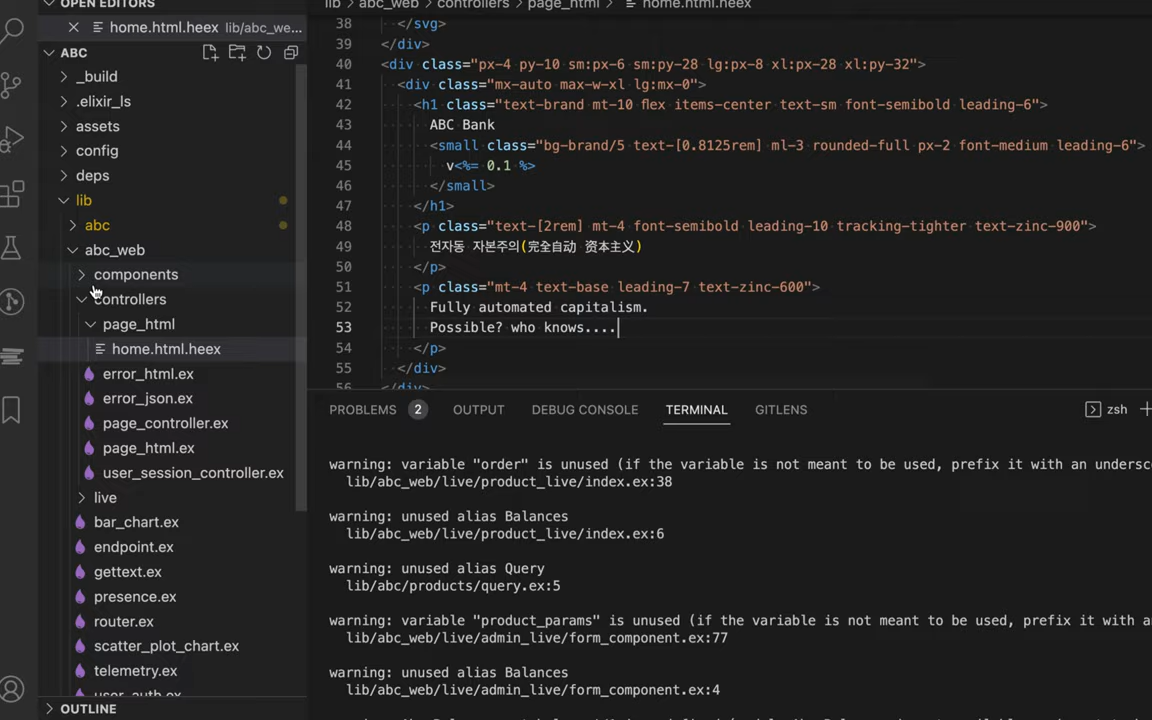 OPEN EDITORS
home.html.heex lib/abc_we...
ABC
_build
.elixir_ls
assets
config
deps
lib
abc
abc_web
components
controllers
page_html
home.html.heex
error_html.ex
error_json.ex
page_controller.ex
page_html.ex
user_session_controller.ex
live
bar_chart.ex
endpoint.ex
gettext.ex
presence.ex
router.ex
scatter_plot_chart.ex
telemetry.ex
user_auth.ex
OUTLINE
lib > abc_web > controllers > page_html > home.html.heex
38 </svg>
39 </div>
40 <div class="px-4 py-10 sm:px-6 sm:py-28 lg:px-8 xl:px-28 xl:py-32">
41 <div class="mx-auto max-w-xl lg:mx-0">
42 <h1 class="text-brand mt-10 flex items-center text-sm font-semibold leading-6">
43 ABC Bank
44 <small class="bg-brand/5 text-[0.8125rem] ml-3 rounded-full px-2 font-medium leading-6">
45 v<%= 0.1 %>
46 </small>
47 </h1>
48 <p class="text-[2rem] mt-4 font-semibold leading-10 tracking-tighter text-zinc-900">
49 전자동 자본주의(完全自动 资本主义)
50 </p>
51 <p class="mt-4 text-base leading-7 text-zinc-600">
52 Fully automated capitalism.
53 Possible? who knows....
54 </p>
55 </div>
56 </div>
PROBLEMS 2 OUTPUT DEBUG CONSOLE TERMINAL GITLENS zsh
warning: variable "order" is unused (if the variable is not meant to be used, prefix it with an
lib/abc_web/live/product_live/index.ex:38
warning: unused alias Balances
lib/abc_web/live/product_live/index.ex:6
warning: unused alias Query
lib/abc/products/query.ex:5
warning: variable "product_params" is unused (if the variable is not meant to be used, prefix it with
lib/abc_web/live/admin_live/form_component.ex:77
warning: unused alias Balances
lib/abc_web/live/admin_live/form_component.ex:4